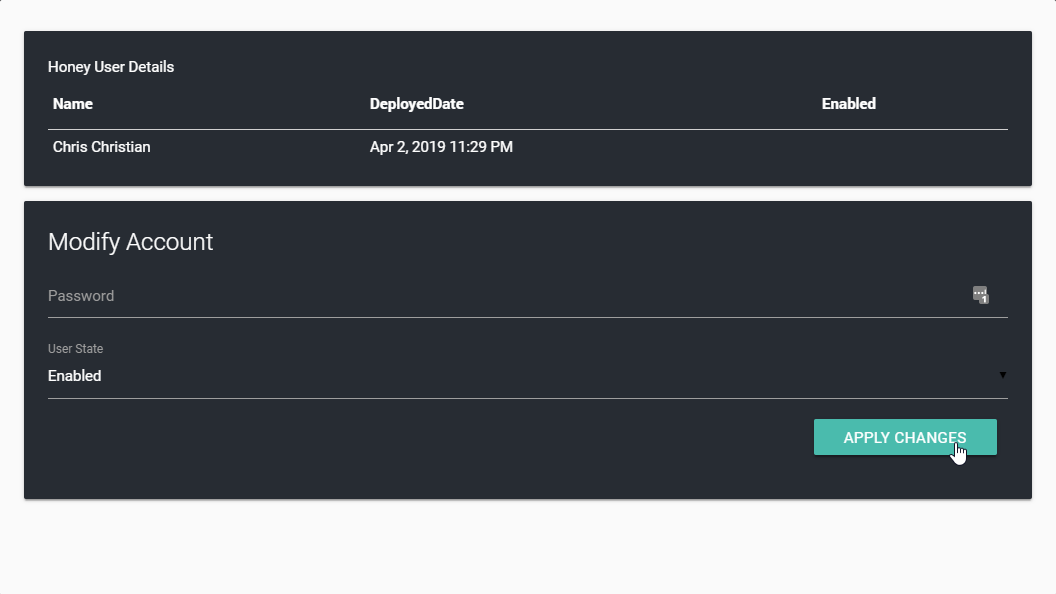 Honey User Details
Name DeployedDate Enabled
Chris Christian Apr 2, 2019 11:29 PM
Modify Account
Password
1
User State
Enabled
APPLY CHANGES